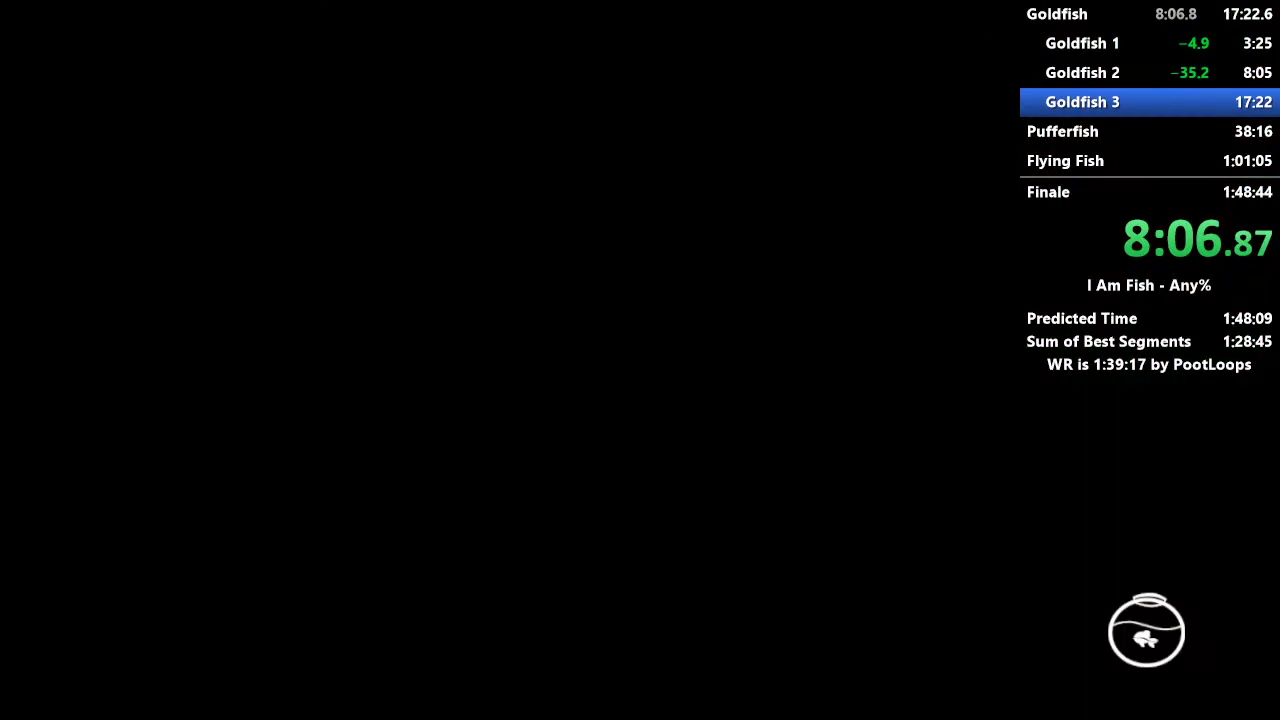 Goldfish 8:06.8 17:22.6
Goldfish 1 −4.9 3:25
Goldfish 2 −35.2 8:05
Goldfish 3 17:22
Pufferfish 38:16
Flying Fish 1:01:05
Finale 1:48:44
8:06.87
I Am Fish - Any%
Predicted Time 1:48:09
Sum of Best Segments 1:28:45
WR is 1:39:17 by PootLoops